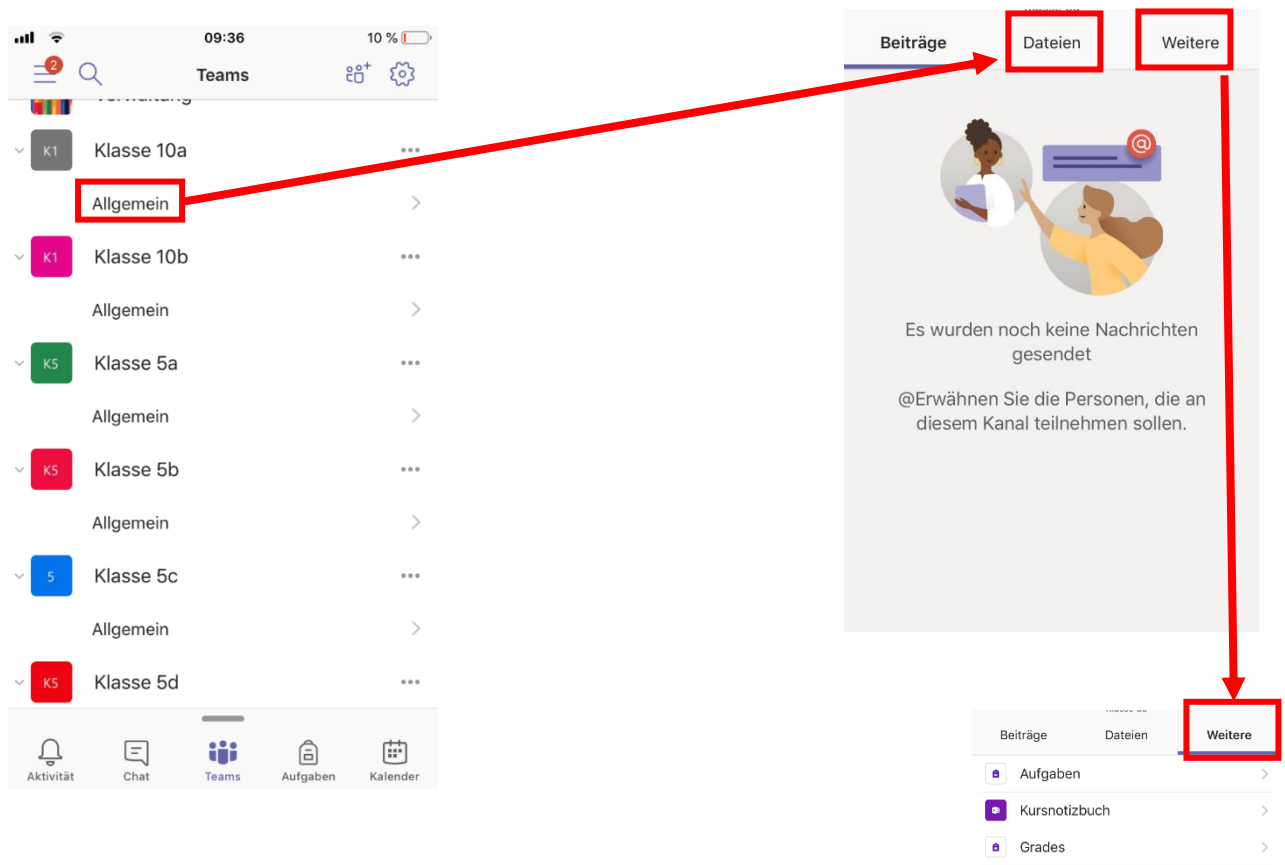 09:36
10 %
2
Teams
Verwaltung
K1
Klasse 10a
Allgemein
K1
Klasse 10b
Allgemein
K5
Klasse 5a
Allgemein
K5
Klasse 5b
Allgemein
5
Klasse 5c
Allgemein
K5
Klasse 5d
Aktivität
Chat
Teams
Aufgaben
Kalender
Beiträge
Dateien
Weitere
@
Es wurden noch keine Nachrichten
gesendet
@Erwähnen Sie die Personen, die an
diesem Kanal teilnehmen sollen.
Beiträge
Dateien
Weitere
Aufgaben
Kursnotizbuch
Grades